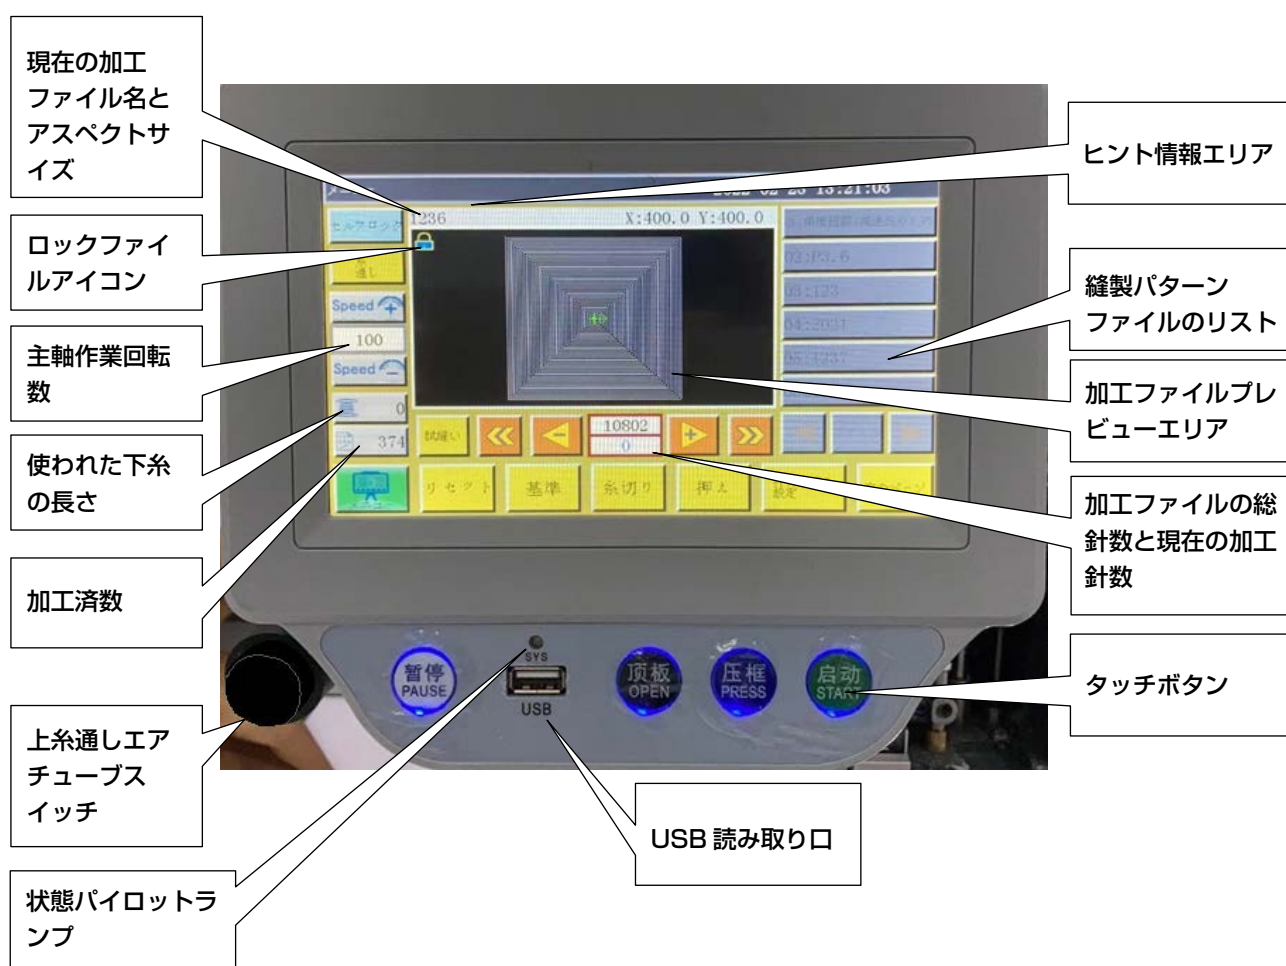 現在の加工
ファイル名と
アスペクトサ
イズ
ロックファイ
ルアイコン
主軸作業回転
数
使われた下糸
の長さ
加工済数
上糸通しエア
チューブス
イッチ
状態パイロットラ
ンプ
ヒント情報エリア
縫製パターン
ファイルのリスト
加工ファイルプレ
ビューエリア
加工ファイルの総
針数と現在の加工
針数
タッチボタン
USB 読み取り口
1236 X:400.0 Y:400.0
セルフロック
通し
Speed
100
Speed
0
374
02:P3.6
03:123
04:2031
05:1237
試縫い
10802
0
リセット 基準 糸切り 押え 設定
暂停
PAUSE
SYS
USB
顶板
OPEN
压框
PRESS
启动
START